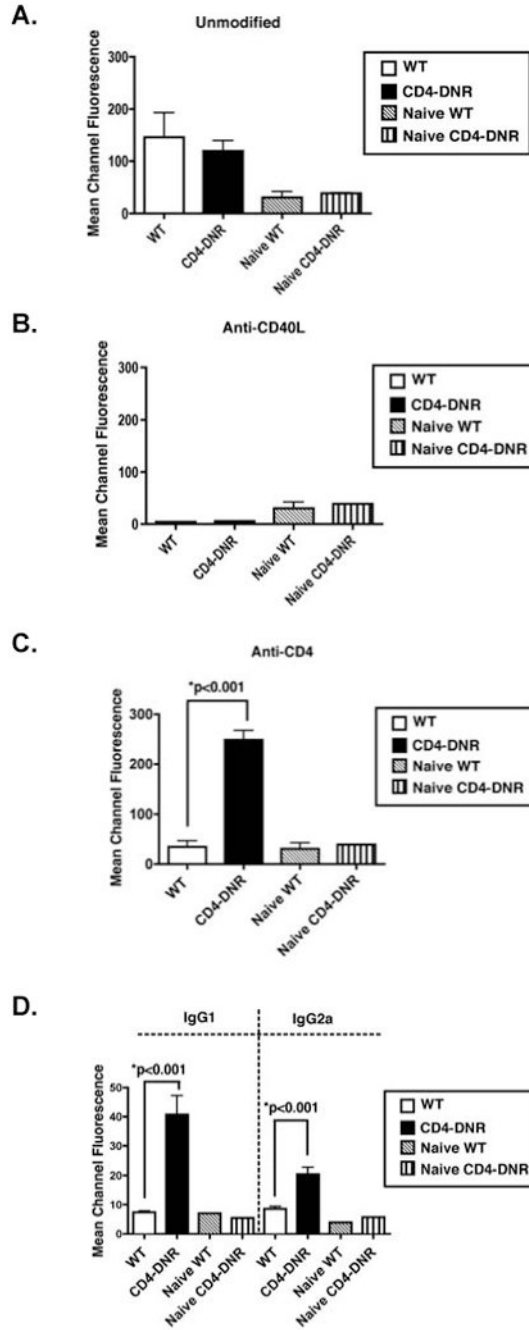 A.
Unmodified
Mean Channel Fluorescence
300
200
100
0
WT
CD4-DNR
Naive WT
Naive CD4-DNR
WT
CD4-DNR
Naive WT
Naive CD4-DNR
B.
Anti-CD40L
Mean Channel Fluorescence
300
200
100
0
WT
CD4-DNR
Naive WT
Naive CD4-DNR
WT
CD4-DNR
Naive WT
Naive CD4-DNR
C.
Anti-CD4
*p<0.001
Mean Channel Fluorescence
300
200
100
0
WT
CD4-DNR
Naive WT
Naive CD4-DNR
WT
CD4-DNR
Naive WT
Naive CD4-DNR
D.
IgG1
IgG2a
*p<0.001
*p<0.001
Mean Channel Fluorescence
50
40
30
20
10
0
WT
CD4-DNR
Naive WT
Naive CD4-DNR
WT
CD4-DNR
Naive WT
Naive CD4-DNR
WT
CD4-DNR
Naive WT
Naive CD4-DNR